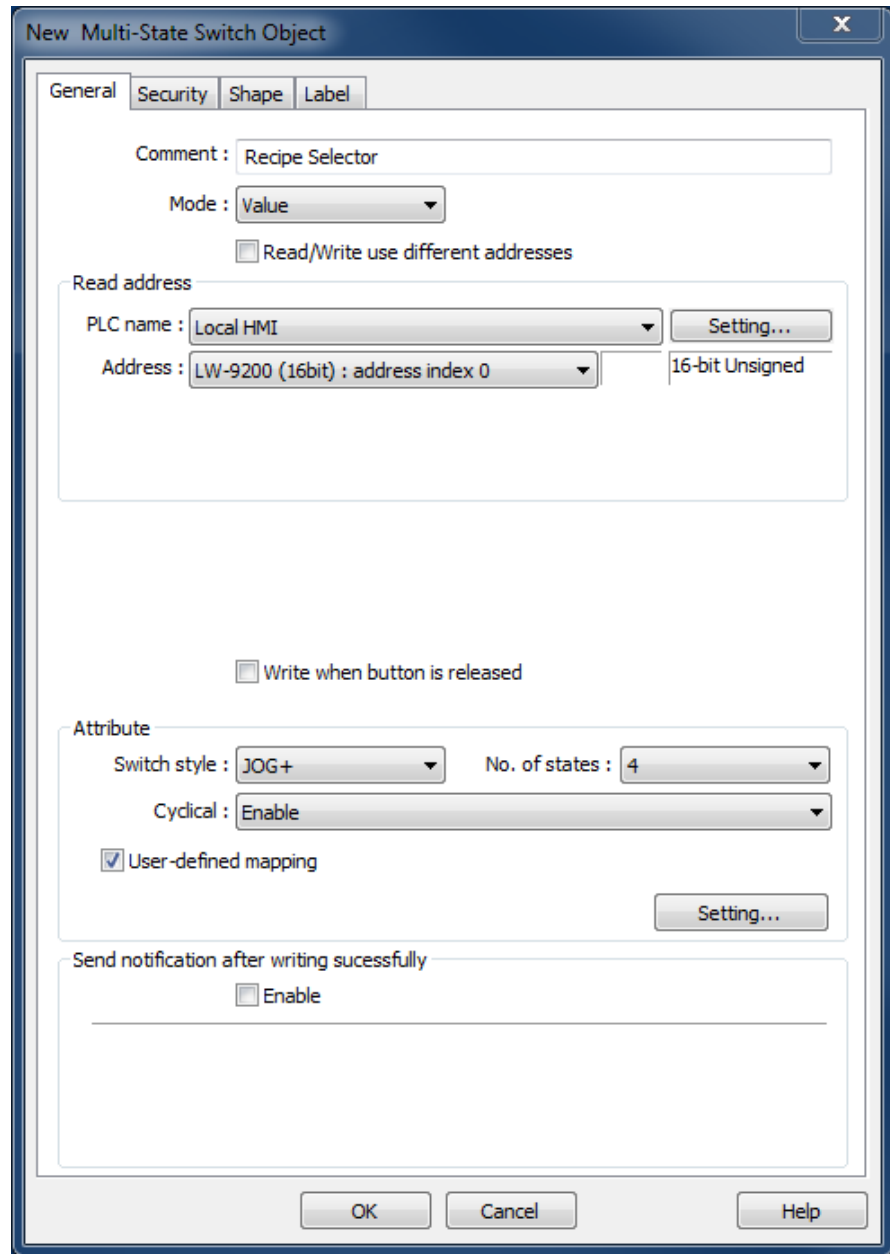 New Multi-State Switch Object
X
General Security Shape Label
Comment : Recipe Selector
Mode : Value
Read/Write use different addresses
Read address
PLC name : Local HMI Setting...
Address : LW-9200 (16bit) : address index 0 16-bit Unsigned
Write when button is released
Attribute
Switch style : JOG+ No. of states : 4
Cyclical : Enable
User-defined mapping
Setting...
Send notification after writing sucessfully
Enable
OK Cancel Help